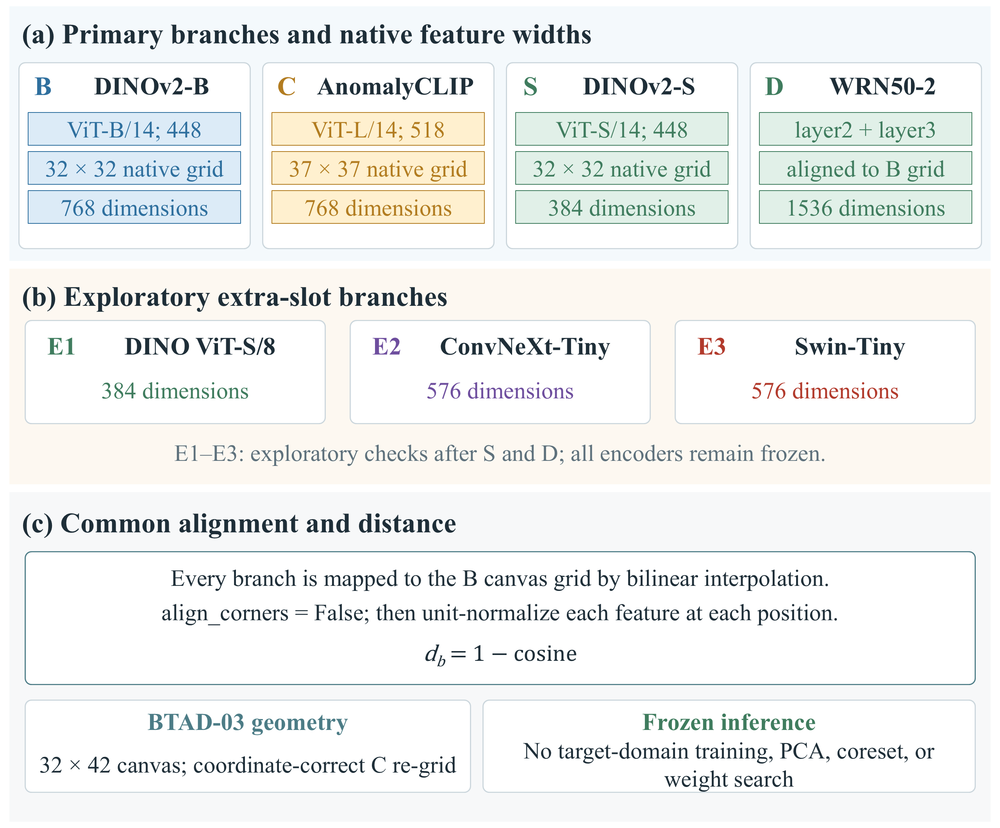 (a) Primary branches and native feature widths
B DINOv2-B
ViT-B/14; 448
32 × 32 native grid
768 dimensions
C AnomalyCLIP
ViT-L/14; 518
37 × 37 native grid
768 dimensions
S DINOv2-S
ViT-S/14; 448
32 × 32 native grid
384 dimensions
D WRN50-2
layer2 + layer3
aligned to B grid
1536 dimensions
(b) Exploratory extra-slot branches
E1 DINO ViT-S/8
384 dimensions
E2 ConvNeXt-Tiny
576 dimensions
E3 Swin-Tiny
576 dimensions
E1–E3: exploratory checks after S and D; all encoders remain frozen.
(c) Common alignment and distance
Every branch is mapped to the B canvas grid by bilinear interpolation.
align_corners = False; then unit-normalize each feature at each position.
d_b = 1 − cosine
BTAD-03 geometry
32 × 42 canvas; coordinate-correct C re-grid
Frozen inference
No target-domain training, PCA, coreset, or
weight search